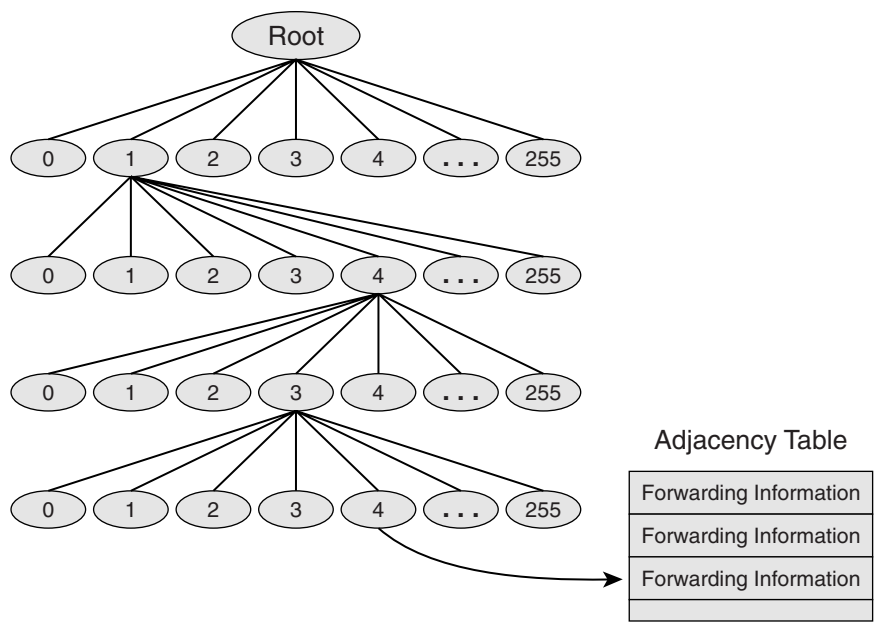 Root
0 1 2 3 4 ... 255
0 1 2 3 4 ... 255
0 1 2 3 4 ... 255
Adjacency Table
Forwarding Information
0 1 2 3 4 ... 255
Forwarding Information
Forwarding Information